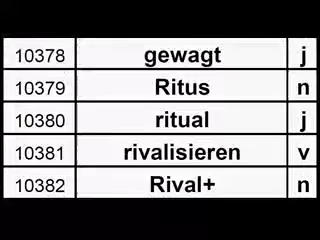 10378 gewagt j
10379 Ritus n
10380 ritual j
10381 rivalisieren v
10382 Rival+ n